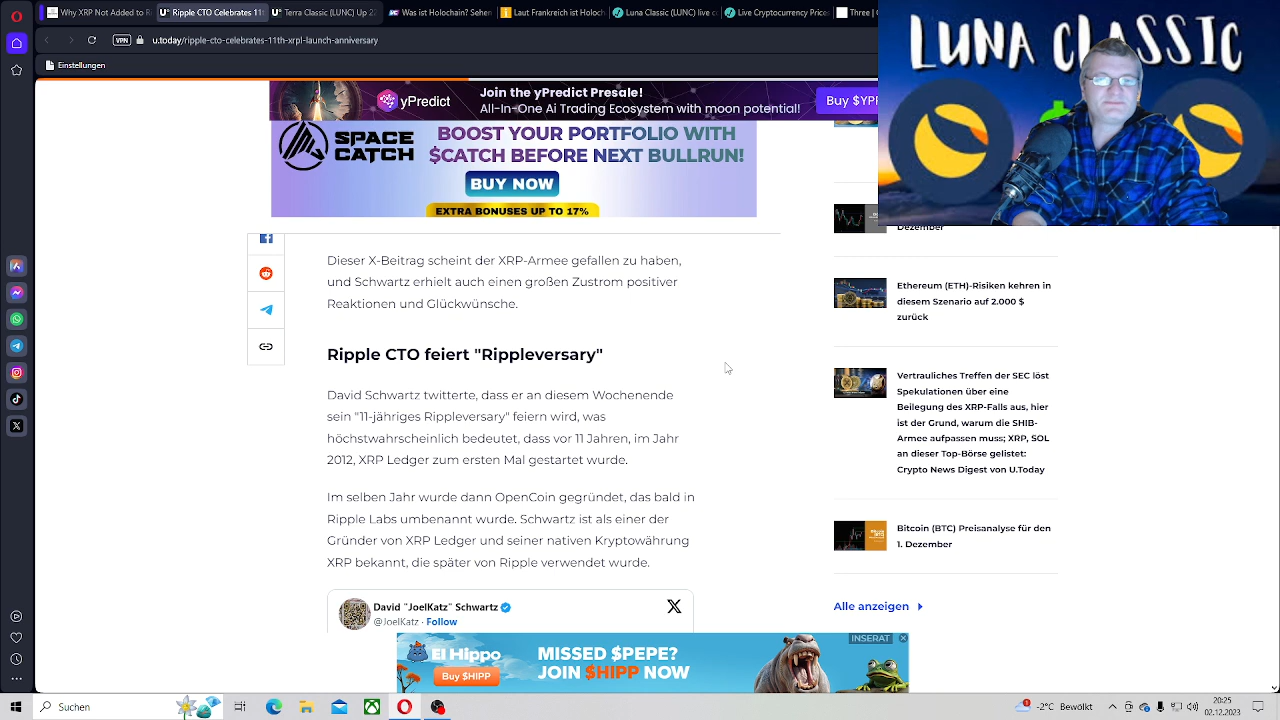 Why XRP Not Added to R
Ripple CTO Celebrates 11t
Terra Classic (LUNC) Up 22
Was ist Holochain? Sehen
Laut Frankreich ist Holoch
Luna Classic (LUNC) live c
Live Cryptocurrency Prices
Three |
VPN
u.today/ripple-cto-celebrates-11th-xrpl-launch-anniversary
Einstellungen
LUNA CLASSIC
yPredict
Join the yPredict Presale!
All-in-One Ai Trading Ecosystem with moon potential!
Buy $YP
SPACE
CATCH
BOOST YOUR PORTFOLIO WITH
$CATCH BEFORE NEXT BULLRUN!
BUY NOW
EXTRA BONUSES UP TO 17%
Dieser X-Beitrag scheint der XRP-Armee gefallen zu haben,
und Schwartz erhielt auch einen großen Zustrom positiver
Reaktionen und Glückwünsche.
Ripple CTO feiert "Rippleversary"
David Schwartz twitterte, dass er an diesem Wochenende
sein "11-jähriges Rippleversary" feiern wird, was
höchstwahrscheinlich bedeutet, dass vor 11 Jahren, im Jahr
2012, XRP Ledger zum ersten Mal gestartet wurde.
Im selben Jahr wurde auch OpenCoin gegründet, das bald in
Ripple Labs umbenannt wurde. Schwartz ist als einer der
Gründer von XRP Ledger und seiner nativen Kryptowährung
XRP bekannt, die später von Ripple verwendet wurde.
David "JoelKatz" Schwartz
@JoelKatz · Follow
Dezember
Ethereum (ETH)-Risiken kehren in
diesem Szenario auf 2.000 $
zurück
Vertrauliches Treffen der SEC löst
Spekulationen über eine
Beilegung des XRP-Falls aus, hier
ist der Grund, warum die SHIB-
Armee aufpassen muss; XRP, SOL
an dieser Top-Börse gelistet:
Crypto News Digest von U.Today
Bitcoin (BTC) Preisanalyse für den
1. Dezember
Alle anzeigen
INSERAT
El Hippo
Buy $HIPP
MISSED $PEPE?
JOIN $HIPP NOW
Suchen
-2°C Bewölkt
20:25
02.12.2023